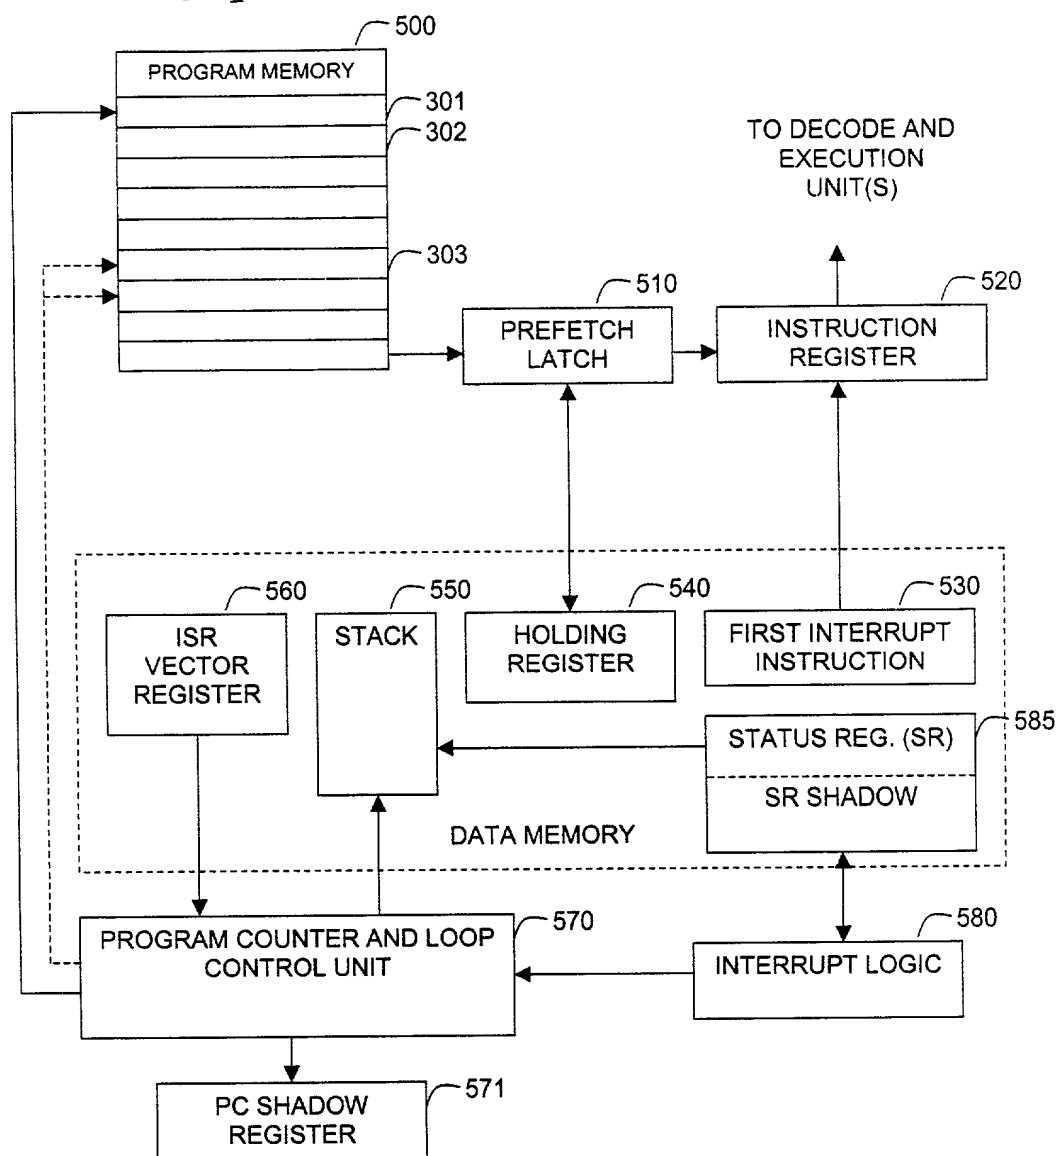 500
PROGRAM MEMORY
301
302
303
TO DECODE AND
EXECUTION
UNIT(S)
510
PREFETCH
LATCH
520
INSTRUCTION
REGISTER
560
ISR
VECTOR
REGISTER
550
STACK
540
HOLDING
REGISTER
530
FIRST INTERRUPT
INSTRUCTION
585
STATUS REG. (SR)
SR SHADOW
DATA MEMORY
570
PROGRAM COUNTER AND LOOP
CONTROL UNIT
580
INTERRUPT LOGIC
571
PC SHADOW
REGISTER